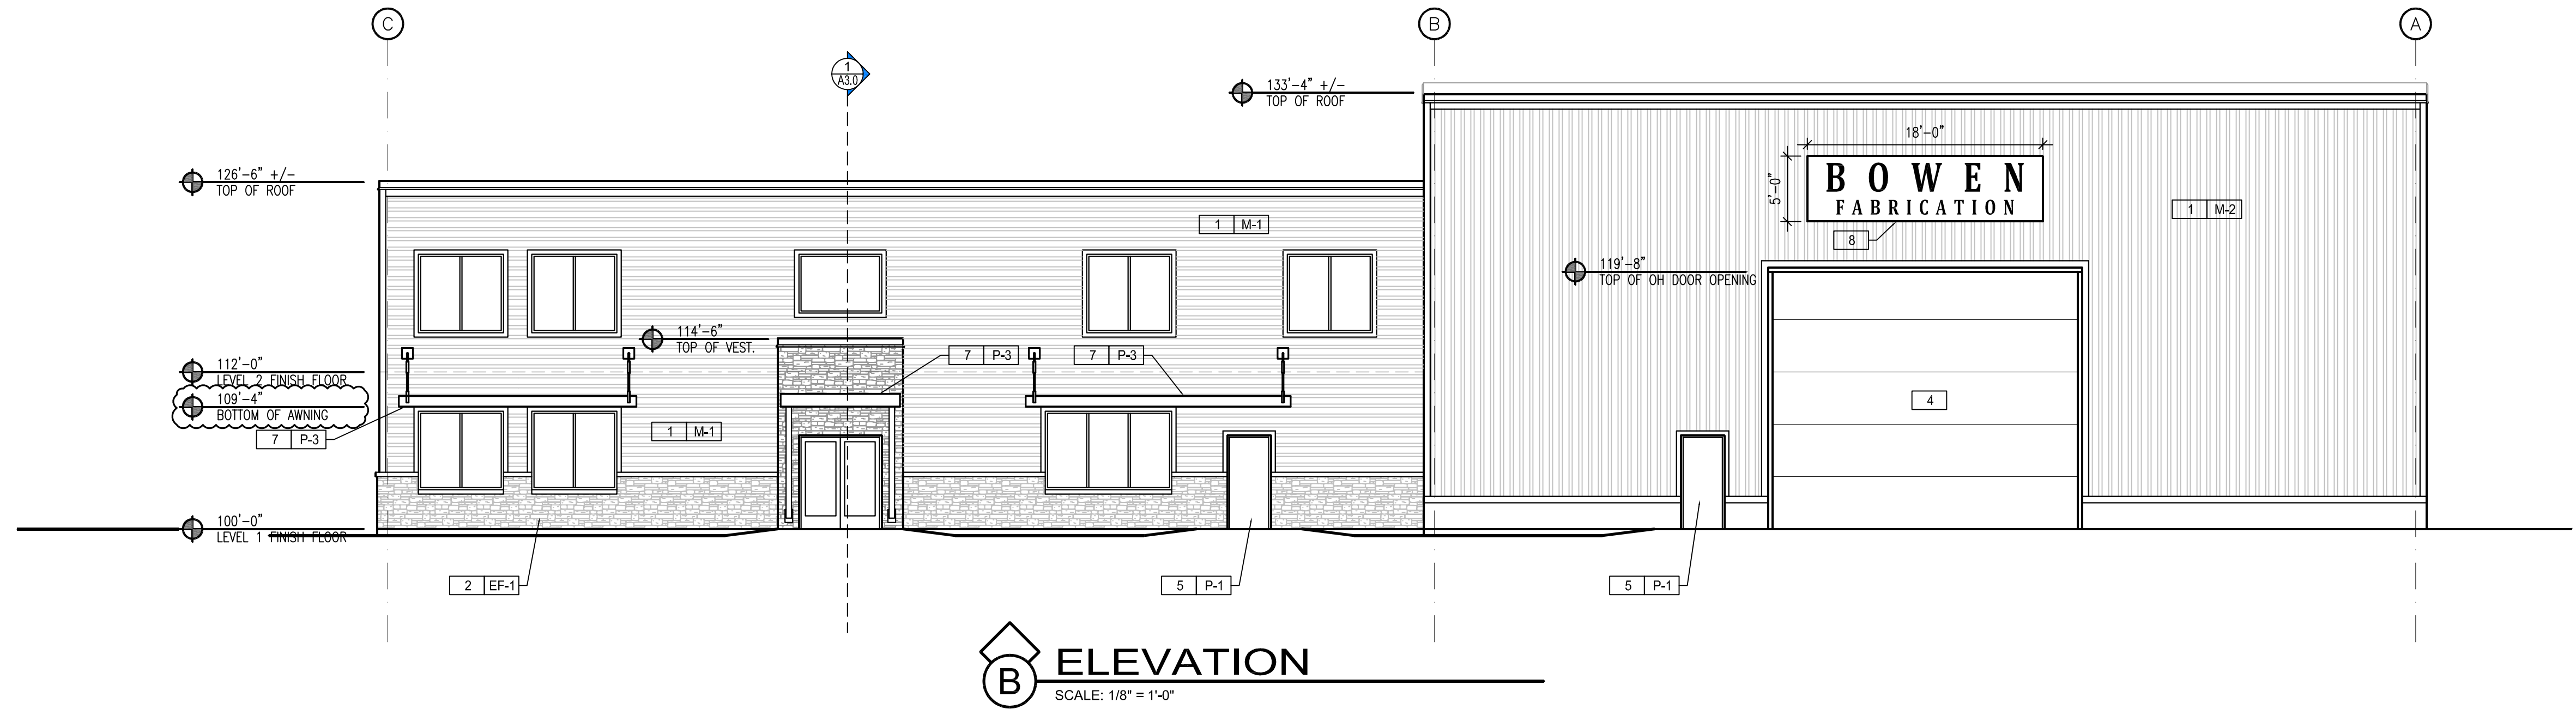 C
B
A
1
A3.0
133'-4" +/-
TOP OF ROOF
18'-0"
5'-0"
BOWEN
FABRICATION
8
126'-6" +/-
TOP OF ROOF
1 M-1
1 M-2
119'-8"
TOP OF OH DOOR OPENING
114'-6"
TOP OF VEST.
7 P-3
7 P-3
112'-0"
LEVEL 2 FINISH FLOOR
109'-4"
BOTTOM OF AWNING
7 P-3
1 M-1
4
100'-0"
LEVEL 1 FINISH FLOOR
2 EF-1
5 P-1
5 P-1
B
ELEVATION
SCALE: 1/8" = 1'-0"